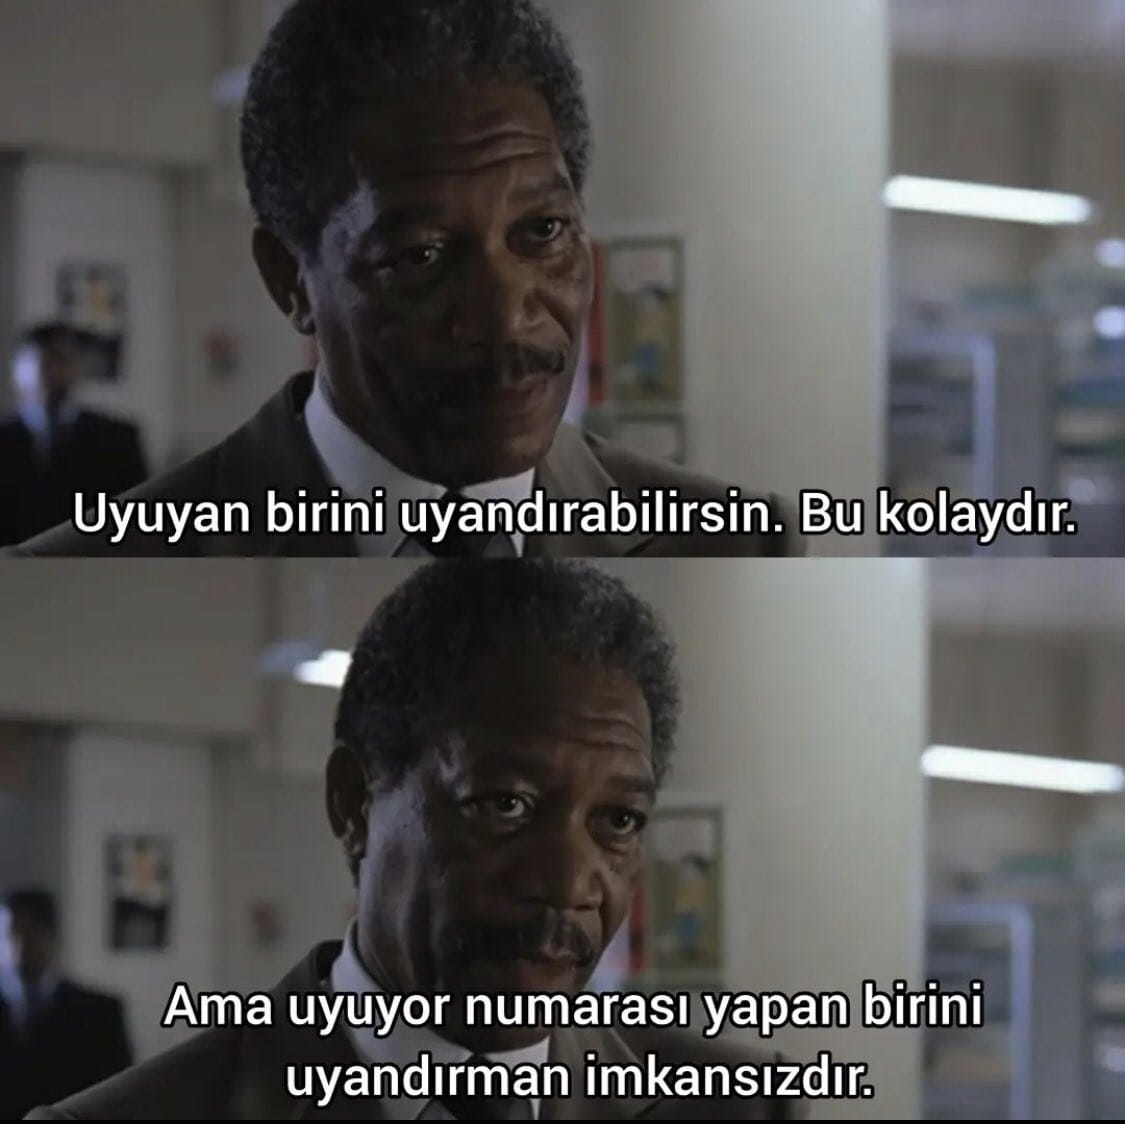 Uyuyan birini uyandırabilirsin. Bu kolaydır.
Ama uyuyor numarası yapan birini
uyandırman imkansızdır.